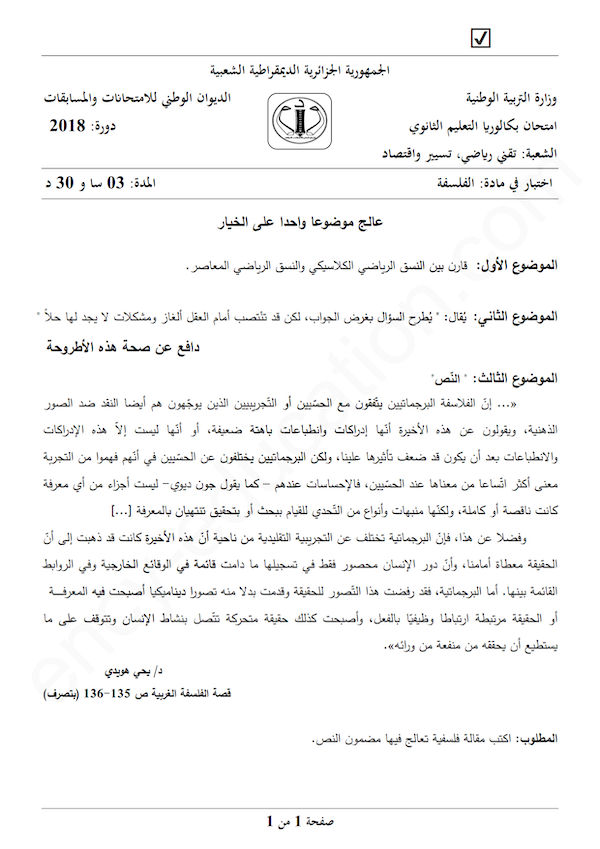 الجمهورية الجزائرية الديمقراطية الشعبية
وزارة التربية الوطنية
الديوان الوطني للامتحانات والمسابقات
امتحان بكالوريا التعليم الثانوي
دورة: 2018
الشعبة: تقني رياضي، تسيير واقتصاد
اختبار في مادة: الفلسفة
المدة: 03 سا و 30 د
عالج موضوعا واحدا على الخيار
الموضوع الأول: قارن بين النسق الرياضي الكلاسيكي والنسق الرياضي المعاصر.
الموضوع الثاني: يُقال: " يُطرح السؤال بغرض الجواب، لكن قد تنْتصب أمام العقل ألغاز ومشكلات لا يجد لها حلاً "
دافع عن صحة هذه الأطروحة
الموضوع الثالث: " النّص"
«... إنّ الفلاسفة البرجماتيين يتّفقون مع الحسّيين أو التّجريبيين الذين يوجّهون هم أيضا النقد ضد الصور
الذهنية، ويقولون عن هذه الأخيرة أنّها إدراكات وانطباعات باهتة ضعيفة، أو أنّها ليست إلاّ هذه الإدراكات
والانطباعات بعد أن يكون قد ضعف تأثيرها علينا، ولكن البرجماتيين يختلفون عن الحسّيين في أنّهم فهموا من التجربة
معنى أكثر اتّساعا من معناها عند الحسّيين، فالإحساسات عندهم – كما يقول جون ديوي- ليست أجزاء من أي معرفة
كانت ناقصة أو كاملة، ولكنّها منبهات وأنواع من التّحدي للقيام ببحث أو بتحقيق تنتهيان بالمعرفة [...]
وفضلا عن هذا، فإنّ البرجماتية تختلف عن التجريبية التقليدية من ناحية أنّ هذه الأخيرة كانت قد ذهبت إلى أنّ
الحقيقة معطاة أمامنا، وأنّ دور الإنسان محصور فقط في تسجيلها ما دامت قائمة في الوقائع الخارجية وفي الروابط
القائمة بينها. أما البرجماتية، فقد رفضت هذا التّصور للحقيقة وقدمت بدلا منه تصورا ديناميكيا أصبحت فيه المعرفـــة
أو الحقيقة مرتبطة ارتباطا وظيفيّا بالفعل، وأصبحت كذلك حقيقة متحركة تتّصل بنشاط الإنسان وتتوقف على ما
يستطيع أن يحققه من منفعة من ورائه».
د/ يحي هويدي
قصة الفلسفة الغربية ص 135-136 (بتصرف)
المطلوب: اكتب مقالة فلسفية تعالج فيها مضمون النص.
صفحة 1 من 1